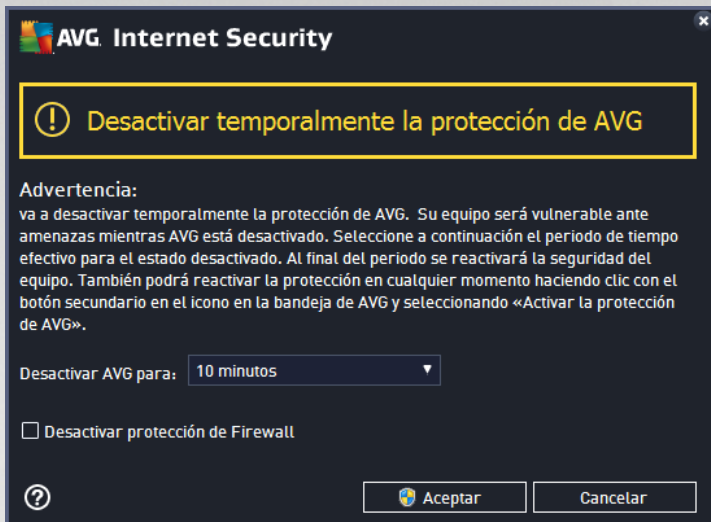 AVG. Internet Security
Desactivar temporalmente la protección de AVG
Advertencia:
va a desactivar temporalmente la protección de AVG. Su equipo será vulnerable ante
amenazas mientras AVG está desactivado. Seleccione a continuación el periodo de tiempo
efectivo para el estado desactivado. Al final del periodo se reactivará la seguridad del
equipo. También podrá reactivar la protección en cualquier momento haciendo clic con el
botón secundario en el icono en la bandeja de AVG y seleccionando «Activar la protección
de AVG».
Desactivar AVG para: 10 minutos
Desactivar protección de Firewall
Aceptar Cancelar